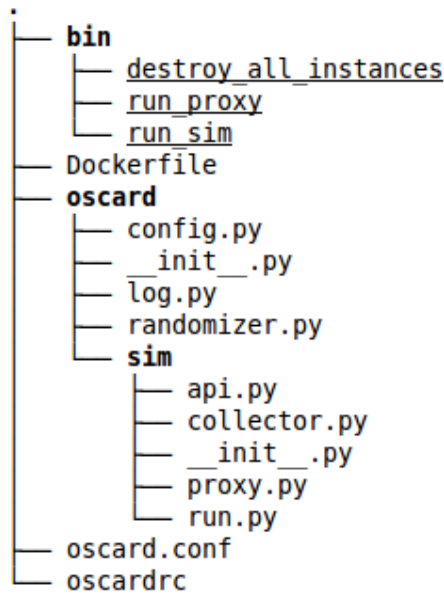 .
├── bin
│   ├── destroy_all_instances
│   ├── run_proxy
│   └── run_sim
├── Dockerfile
├── oscard
│   ├── config.py
│   ├── __init__.py
│   ├── log.py
│   ├── randomizer.py
│   └── sim
│       ├── api.py
│       ├── collector.py
│       ├── __init__.py
│       ├── proxy.py
│       └── run.py
├── oscard.conf
└── oscardrc